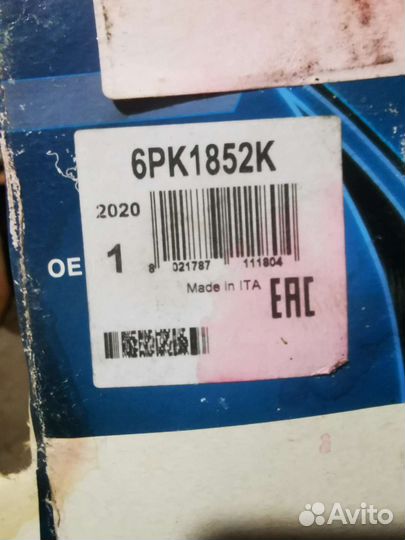 6PK1852K
2020
OE
1
8 021787 111804
Made in ITA
EAC
Avito